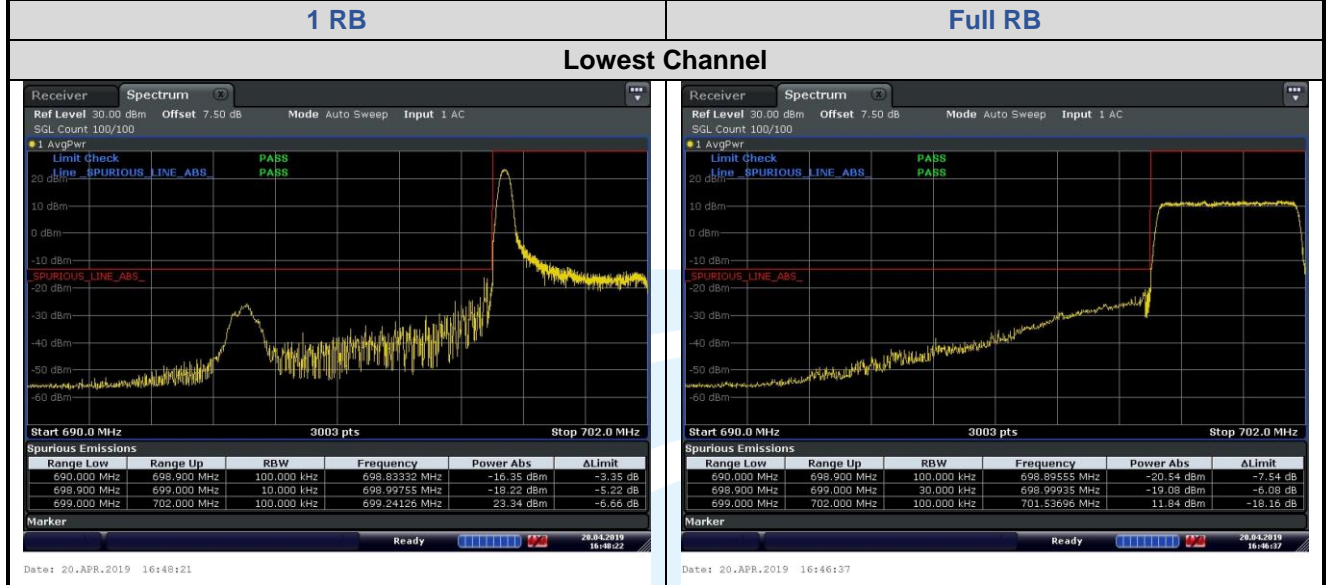 1 RB
Full RB
Lowest Channel
Receiver Spectrum X
Ref Level 30.00 dBm Offset 7.50 dB Mode Auto Sweep Input 1 AC
SGL Count 100/100
1 AvgPwr
Limit Check PASS
Line _SPURIOUS_LINE_ABS_ PASS
20 dBm
10 dBm
0 dBm
-10 dBm
_SPURIOUS_LINE_ABS_
-20 dBm
-30 dBm
-40 dBm
-50 dBm
-60 dBm
Start 690.0 MHz 3003 pts Stop 702.0 MHz
Spurious Emissions
Range Low Range Up RBW Frequency Power Abs ΔLimit
690.000 MHz 698.900 MHz 100.000 kHz 698.83332 MHz -16.35 dBm -3.35 dB
698.900 MHz 699.000 MHz 10.000 kHz 698.99755 MHz -18.22 dBm -5.22 dB
699.000 MHz 702.000 MHz 100.000 kHz 699.24126 MHz 23.34 dBm -6.66 dB
Marker
Ready 20.04.2019
16:48:22
Date: 20.APR.2019 16:48:21
Receiver Spectrum X
Ref Level 30.00 dBm Offset 7.50 dB Mode Auto Sweep Input 1 AC
SGL Count 100/100
1 AvgPwr
Limit Check PASS
Line _SPURIOUS_LINE_ABS_ PASS
20 dBm
10 dBm
0 dBm
-10 dBm
_SPURIOUS_LINE_ABS_
-20 dBm
-30 dBm
-40 dBm
-50 dBm
-60 dBm
Start 690.0 MHz 3003 pts Stop 702.0 MHz
Spurious Emissions
Range Low Range Up RBW Frequency Power Abs ΔLimit
690.000 MHz 698.900 MHz 100.000 kHz 698.89555 MHz -20.54 dBm -7.54 dB
698.900 MHz 699.000 MHz 30.000 kHz 698.99935 MHz -19.08 dBm -6.08 dB
699.000 MHz 702.000 MHz 100.000 kHz 701.53696 MHz 11.84 dBm -18.16 dB
Marker
Ready 20.04.2019
16:46:37
Date: 20.APR.2019 16:46:37